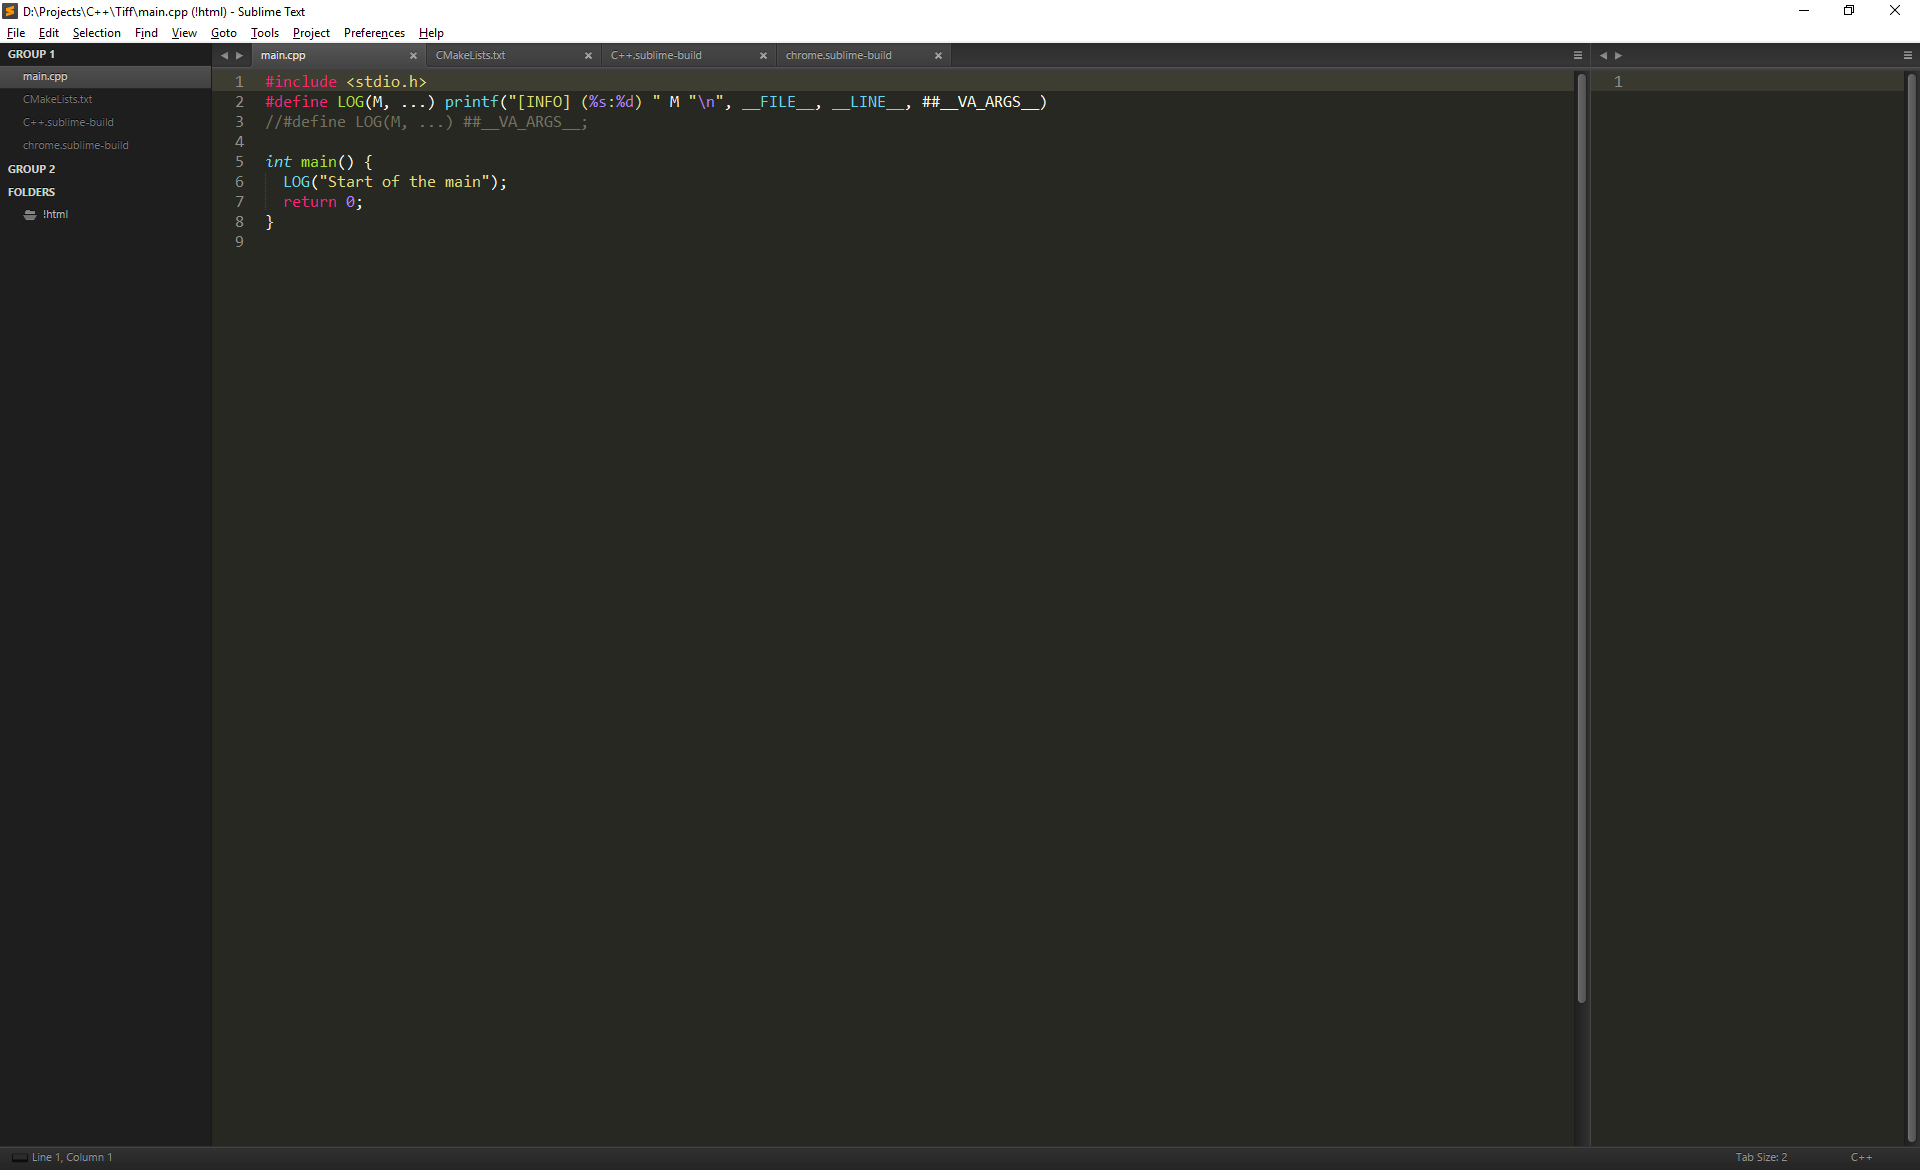 D:\Projects\C++\Tiff\main.cpp (!html) - Sublime Text
File Edit Selection Find View Goto Tools Project Preferences Help
GROUP 1
main.cpp
CMakeLists.txt
C++.sublime-build
chrome.sublime-build
GROUP 2
FOLDERS
!html
main.cpp CMakeLists.txt C++.sublime-build chrome.sublime-build
1 #include <stdio.h>
2 #define LOG(M, ...) printf("[INFO] (%s:%d) " M "\n", __FILE__, __LINE__, ##__VA_ARGS__)
3 //#define LOG(M, ...) ##__VA_ARGS__;
4
5 int main() {
6   LOG("Start of the main");
7   return 0;
8 }
9
1
Line 1, Column 1
Tab Size: 2
C++